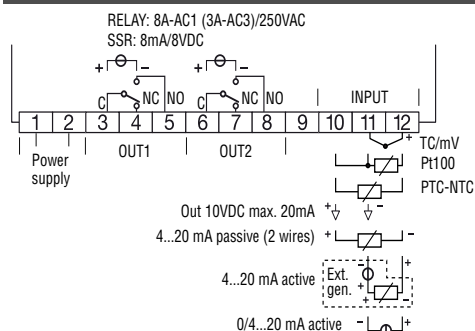 RELAY: 8A-AC1 (3A-AC3)/250VAC
SSR: 8mA/8VDC
+ - + -
C NC NO C NC NO INPUT
1 2 3 4 5 6 7 8 9 10 11 12
Power supply OUT1 OUT2
+ TC/mV
Pt100
PTC-NTC
Out 10VDC max. 20mA + -
4...20 mA passive (2 wires) + -
4...20 mA active Ext. gen. - + + -
0/4...20 mA active - +